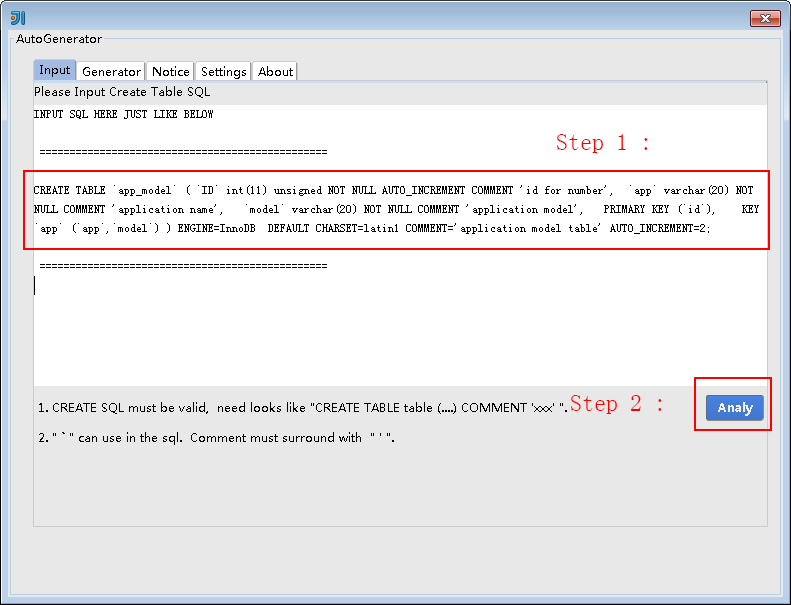 AutoGenerator
Input Generator Notice Settings About
Please Input Create Table SQL
INPUT SQL HERE JUST LIKE BELOW
Step 1 :
================================================
CREATE TABLE `app_model` ( `ID` int(11) unsigned NOT NULL AUTO_INCREMENT COMMENT 'id for number', `app` varchar(20) NOT
NULL COMMENT 'application name', `model` varchar(20) NOT NULL COMMENT 'application model', PRIMARY KEY (`id`), KEY
`app` (`app`,`model`) ) ENGINE=InnoDB DEFAULT CHARSET=latin1 COMMENT='application model table' AUTO_INCREMENT=2;
================================================
1. CREATE SQL must be valid, need looks like "CREATE TABLE table (....) COMMENT 'xxx' ". Step 2 : Analy
2. " ` " can use in the sql. Comment must surround with " ' ".